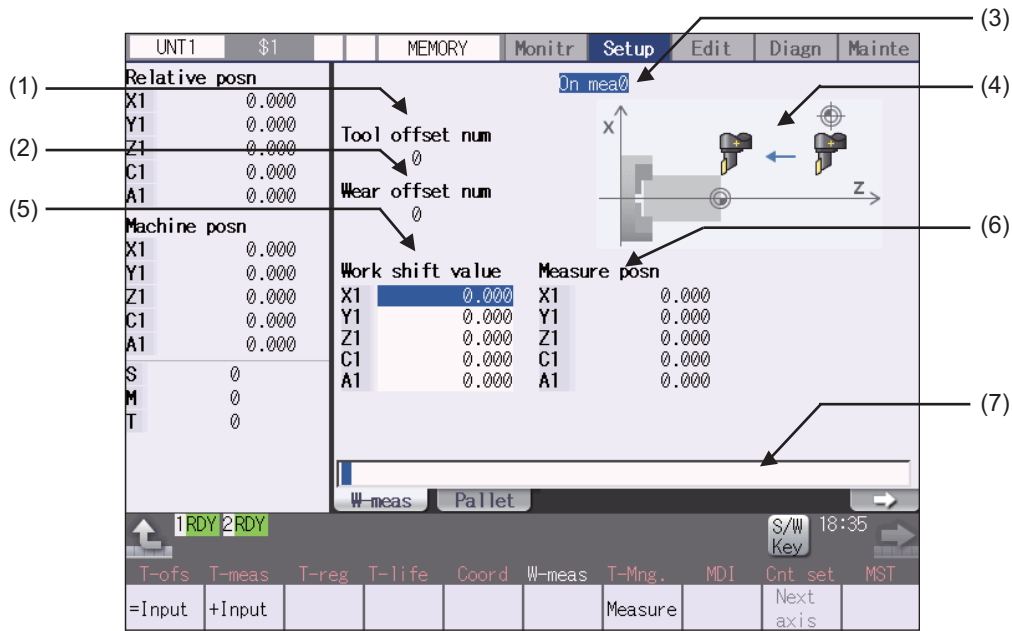 (3)
UNT1 $1 MEMORY Monitr Setup Edit Diagn Mainte
Relative posn
On mea0
(1)
X1 0.000
(4)
Y1 0.000
X
Tool offset num
(2)
Z1 0.000
0
C1 0.000
A1 0.000
Wear offset num
Z
(5)
0
Machine posn
(6)
X1 0.000
Work shift value Measure posn
Y1 0.000
X1 0.000 X1 0.000
Z1 0.000
Y1 0.000 Y1 0.000
C1 0.000
Z1 0.000 Z1 0.000
A1 0.000
C1 0.000 C1 0.000
A1 0.000 A1 0.000
S 0
M 0
(7)
T 0
W-meas Pallet
1RDY 2RDY
S/W Key
18:35
T-ofs T-meas T-reg T-life Coord W-meas T-Mng. MDI Cnt set MST
=Input +Input Measure Next axis